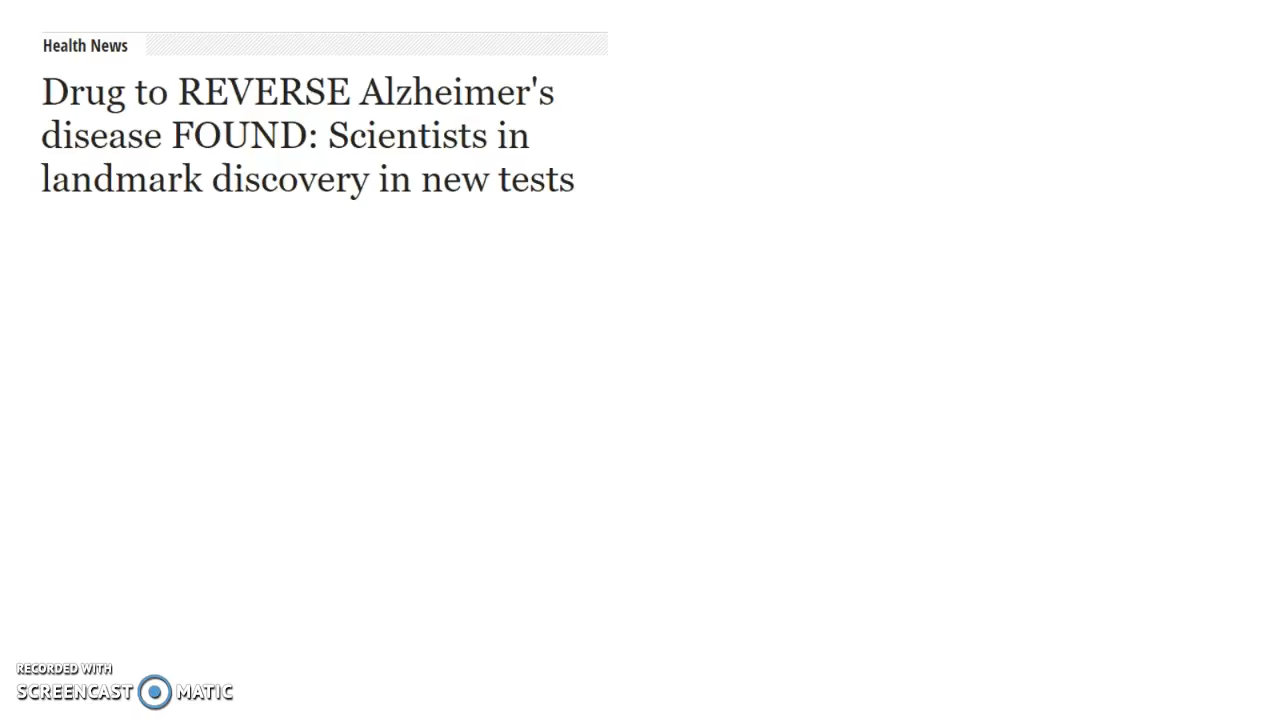 Health News
Drug to REVERSE Alzheimer's
disease FOUND: Scientists in
landmark discovery in new tests
RECORDED WITH
SCREENCAST MATIC